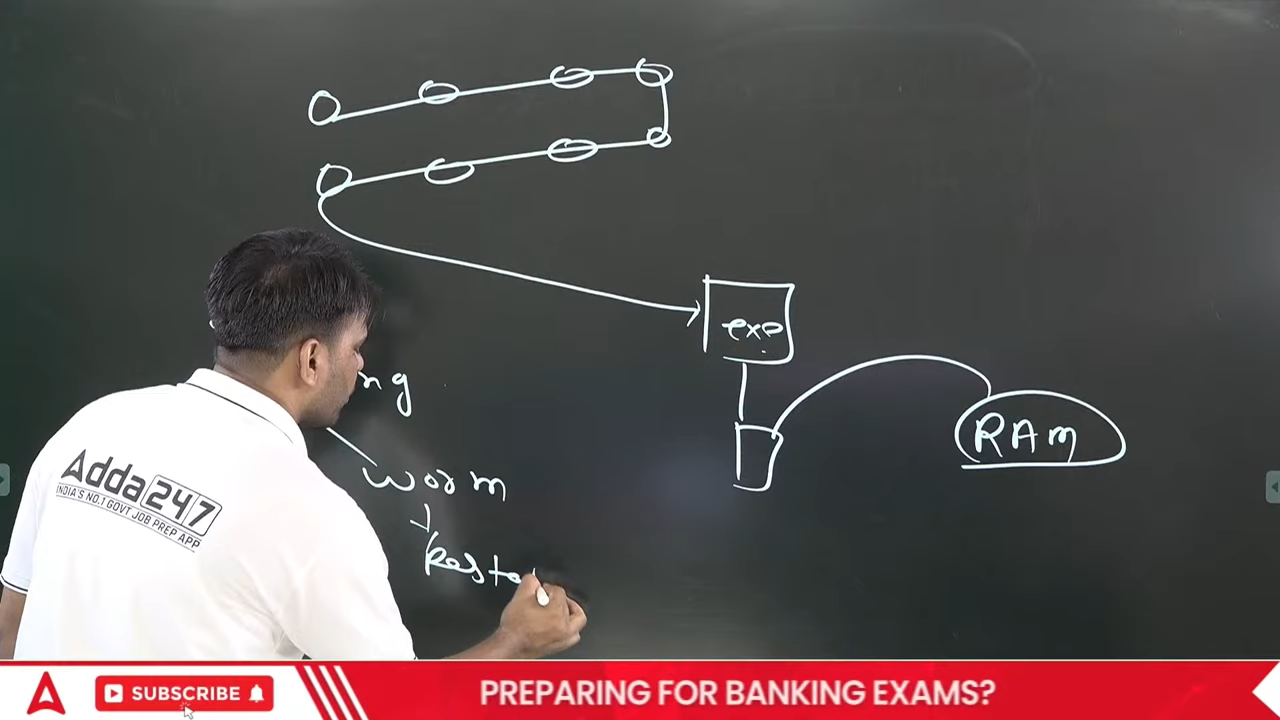 exe
ng
RAM
worm
Adda247
INDIA'S NO.1 GOVT JOB PREP APP
SUBSCRIBE
PREPARING FOR BANKING EXAMS?